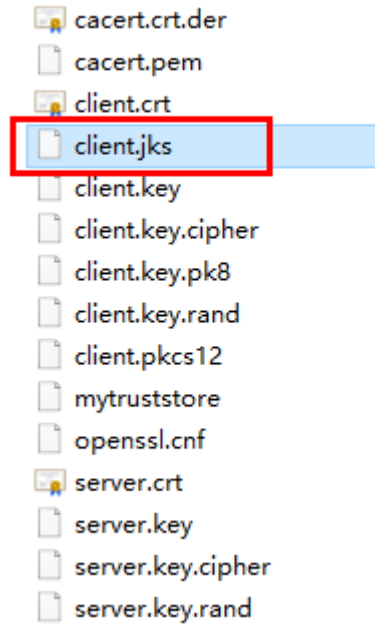 cacert.crt.der
cacert.pem
client.crt
client.jks
client.key
client.key.cipher
client.key.pk8
client.key.rand
client.pkcs12
mytruststore
openssl.cnf
server.crt
server.key
server.key.cipher
server.key.rand